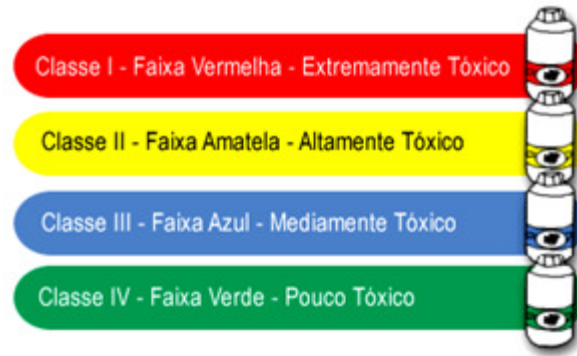 Classe I - Faixa Vermelha - Extremamente Tóxico
Classe II - Faixa Amatela - Altamente Tóxico
Classe III - Faixa Azul - Mediamente Tóxico
Classe IV - Faixa Verde - Pouco Tóxico